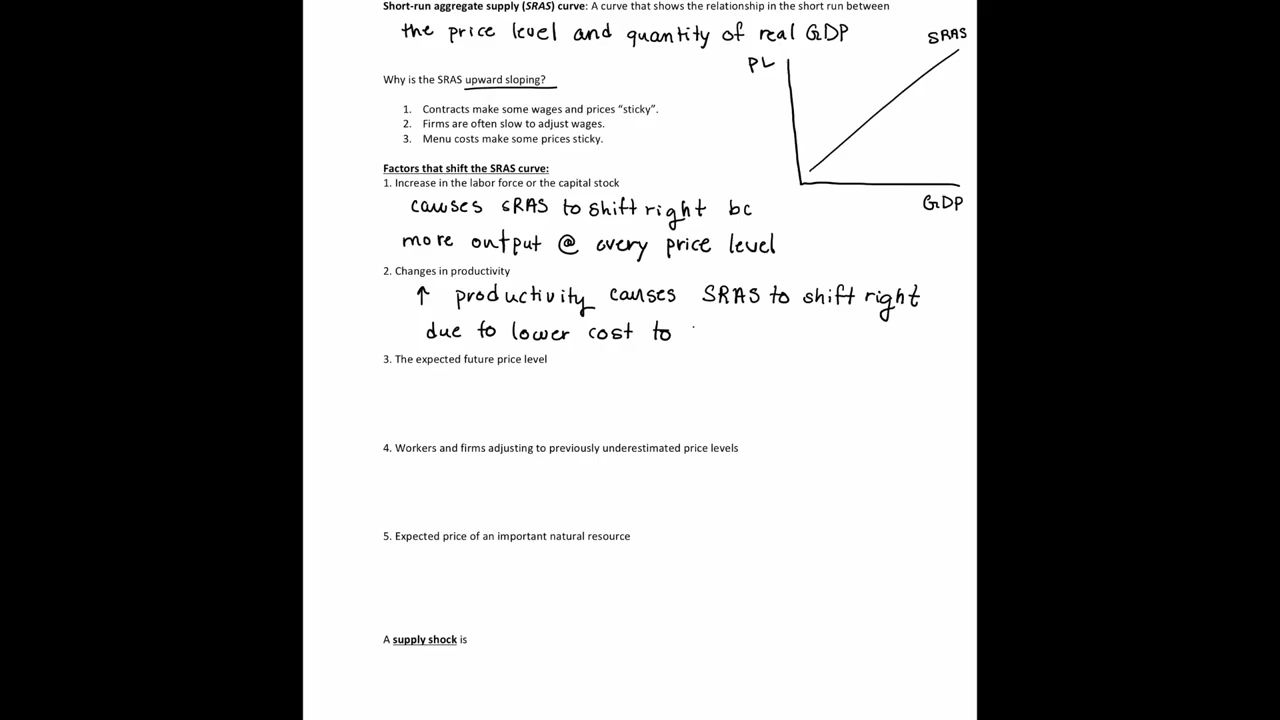 Short-run aggregate supply (SRAS) curve: A curve that shows the relationship in the short run between
the price level and quantity of real GDP
SRAS
PL
Why is the SRAS upward sloping?
1. Contracts make some wages and prices "sticky".
2. Firms are often slow to adjust wages.
3. Menu costs make some prices sticky.
Factors that shift the SRAS curve:
1. Increase in the labor force or the capital stock
GDP
causes SRAS to shift right bc
more output @ every price level
2. Changes in productivity
↑ productivity causes SRAS to shift right
due to lower cost to
3. The expected future price level
4. Workers and firms adjusting to previously underestimated price levels
5. Expected price of an important natural resource
A supply shock is